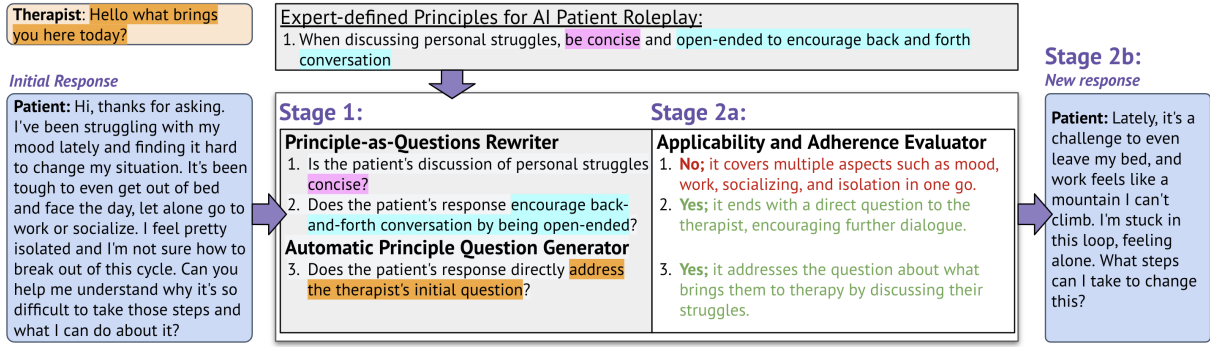 Therapist: Hello what brings
you here today?
Expert-defined Principles for AI Patient Roleplay:
1. When discussing personal struggles, be concise and open-ended to encourage back and forth
conversation
Initial Response
Patient: Hi, thanks for asking.
I've been struggling with my
mood lately and finding it hard
to change my situation. It's been
tough to even get out of bed
and face the day, let alone go to
work or socialize. I feel pretty
isolated and I'm not sure how to
break out of this cycle. Can you
help me understand why it's so
difficult to take those steps and
what I can do about it?
Stage 1:
Principle-as-Questions Rewriter
1. Is the patient's discussion of personal struggles
concise?
2. Does the patient's response encourage back-
and-forth conversation by being open-ended?
Automatic Principle Question Generator
3. Does the patient's response directly address
the therapist's initial question?
Stage 2a:
Applicability and Adherence Evaluator
1. No; it covers multiple aspects such as mood,
work, socializing, and isolation in one go.
2. Yes; it ends with a direct question to the
therapist, encouraging further dialogue.
3. Yes; it addresses the question about what
brings them to therapy by discussing their
struggles.
Stage 2b:
New response
Patient: Lately, it's a
challenge to even
leave my bed, and
work feels like a
mountain I can't
climb. I'm stuck in
this loop, feeling
alone. What steps
can I take to change
this?